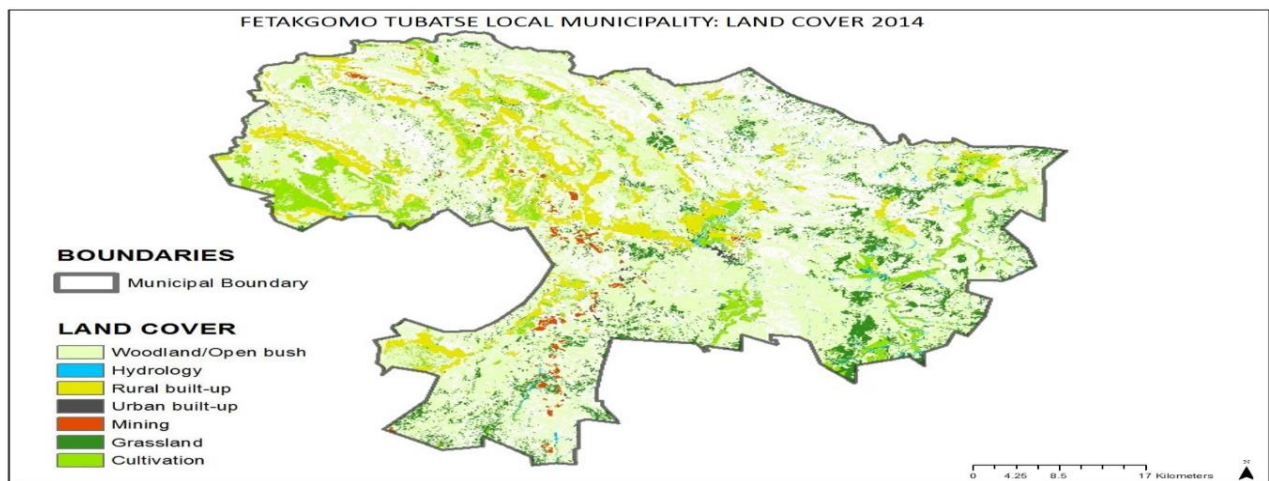 FETAKGOMO TUBATSE LOCAL MUNICIPALITY: LAND COVER 2014
BOUNDARIES
Municipal Boundary
LAND COVER
Woodland/Open bush
Hydrology
Rural built-up
Urban built-up
Mining
Grassland
Cultivation
0 4.25 8.5 17 Kilometers
N